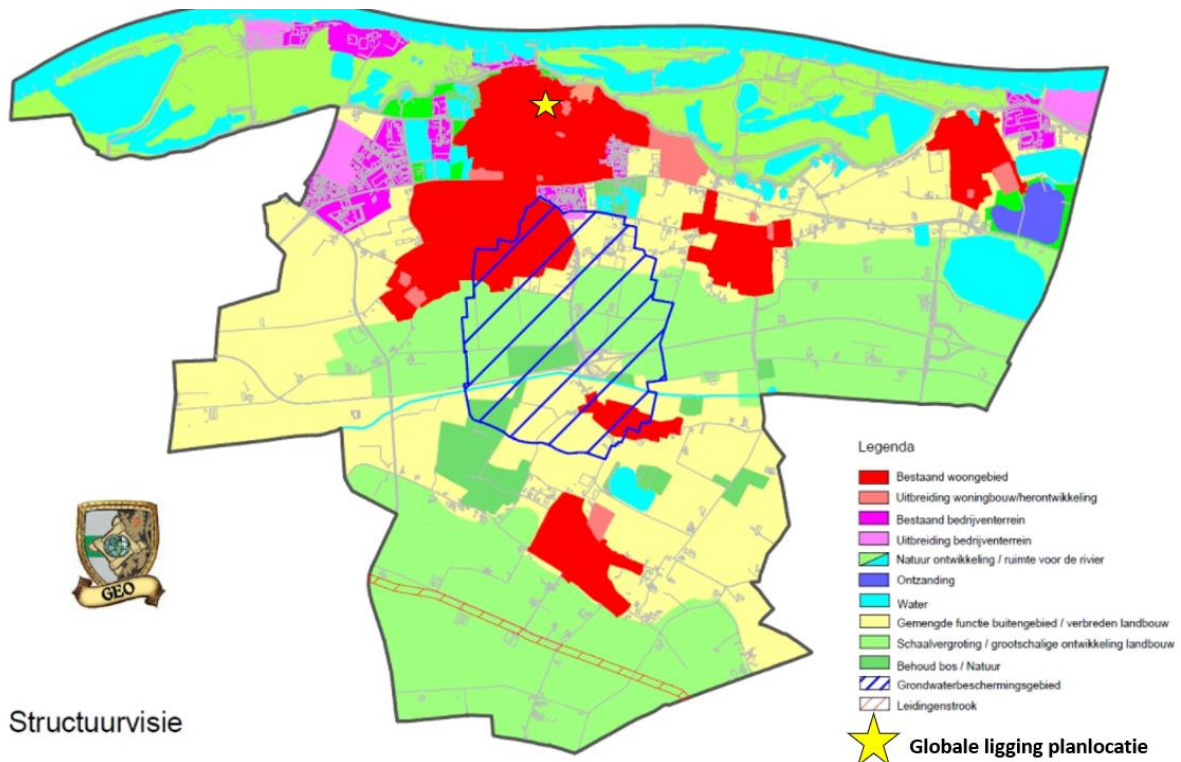 Legenda
Bestaand woongebied
Uitbreiding woningbouw/herontwikkeling
Bestaand bedrijventerrein
Uitbreiding bedrijventerrein
Natuur ontwikkeling / ruimte voor de rivier
Ontzanding
Water
Gemengde functie buitengebied / verbreden landbouw
Schaalvergroting / grootschalige ontwikkeling landbouw
Behoud bos / Natuur
Grondwaterbeschermingsgebied
Leidingenstrook
Globale ligging planlocatie
GEO
Structuurvisie